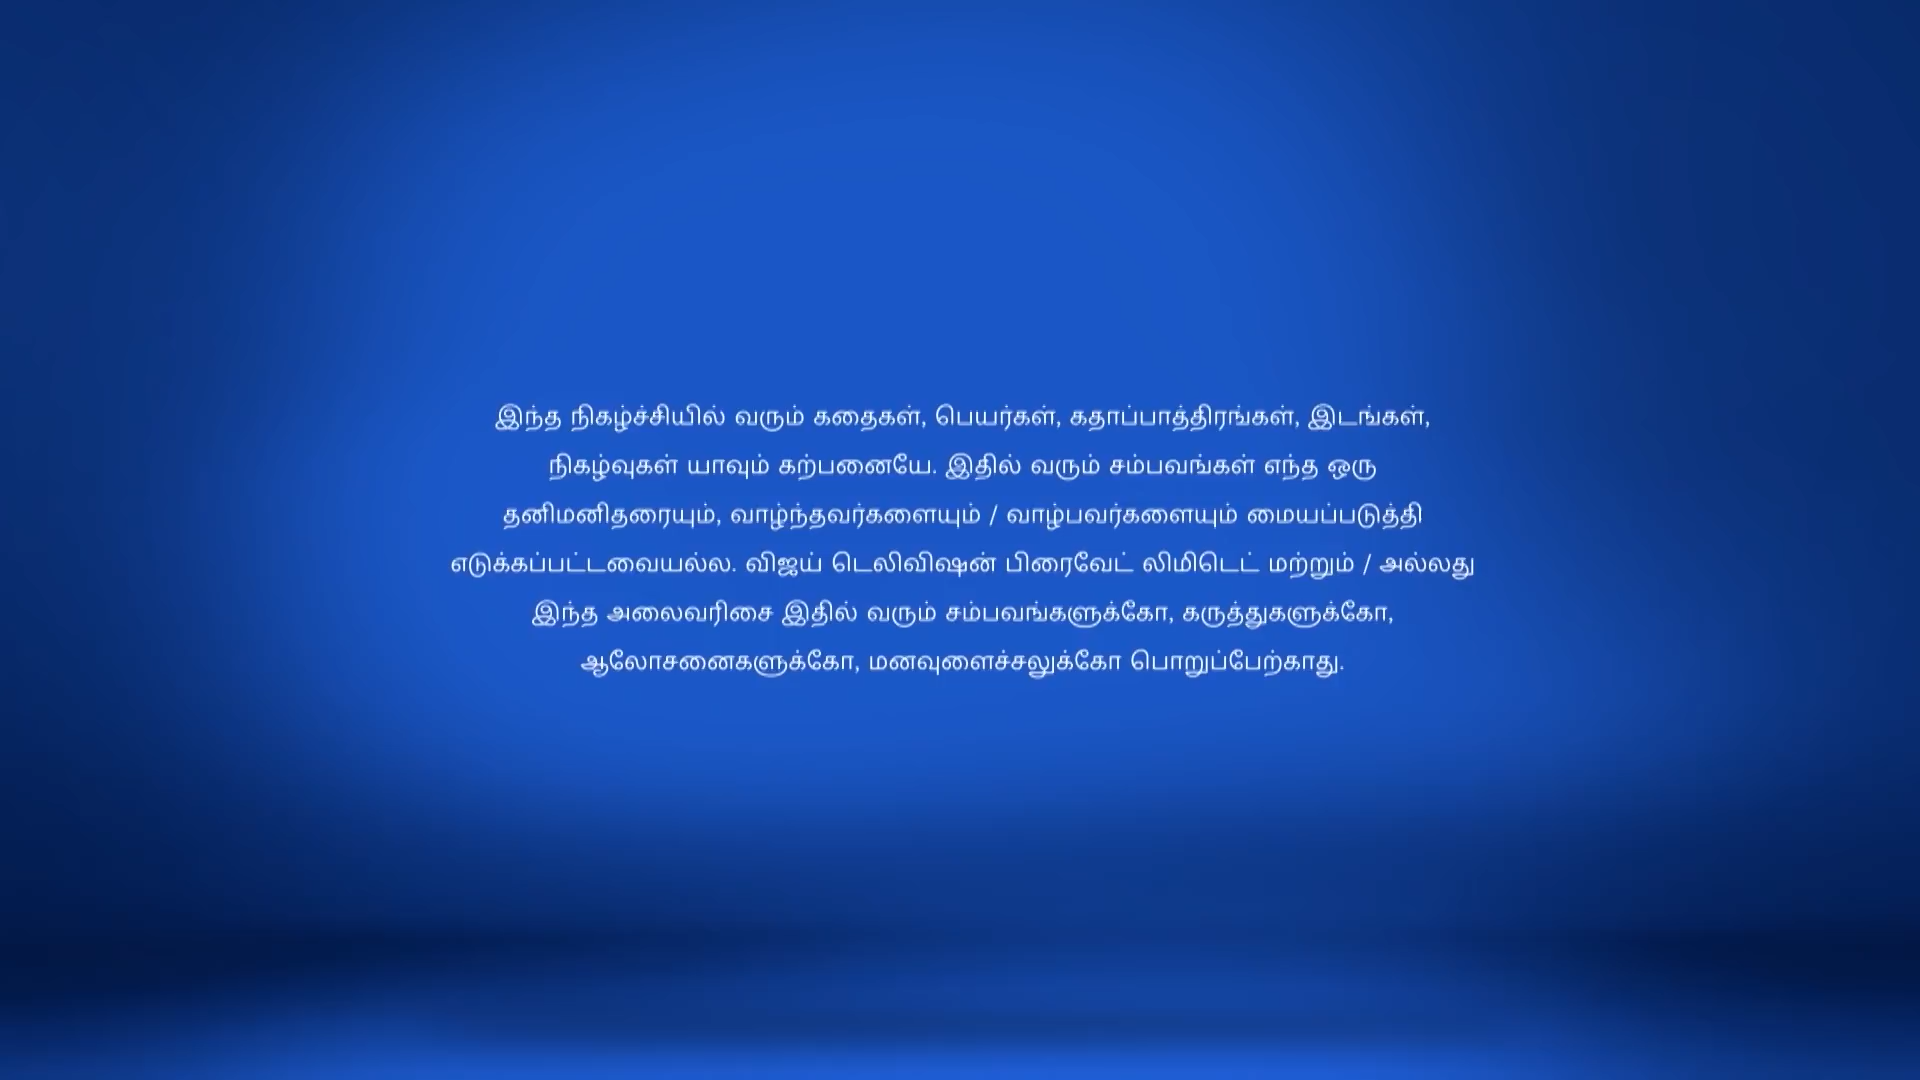 இந்த நிகழ்ச்சியில் வரும் கதைகள், பெயர்கள், கதாப்பாத்திரங்கள், இடங்கள்,
நிகழ்வுகள் யாவும் கற்பனையே. இதில் வரும் சம்பவங்கள் எந்த ஒரு
தனிமனிதரையும், வாழ்ந்தவர்களையும் / வாழ்பவர்களையும் மையப்படுத்தி
எடுக்கப்பட்டவையல்ல. விஜய் டெலிவிஷன் பிரைவேட் லிமிடெட் மற்றும் / அல்லது
இந்த அலைவரிசை இதில் வரும் சம்பவங்களுக்கோ, கருத்துகளுக்கோ,
ஆலோசனைகளுக்கோ, மனவுளைச்சலுக்கோ பொறுப்பேற்காது.